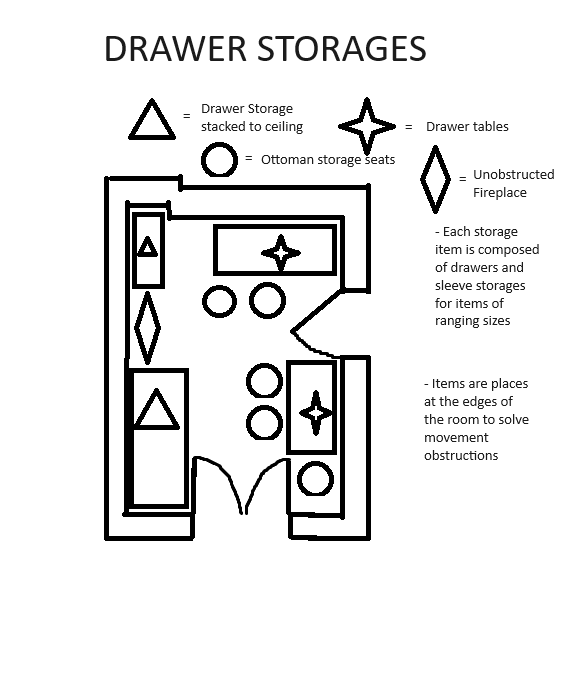 DRAWER STORAGES
= Drawer Storage
stacked to ceiling
= Drawer tables
= Ottoman storage seats
= Unobstructed
Fireplace
- Each storage
item is composed
of drawers and
sleeve storages
for items of
ranging sizes
- Items are places
at the edges of
the room to solve
movement
obstructions